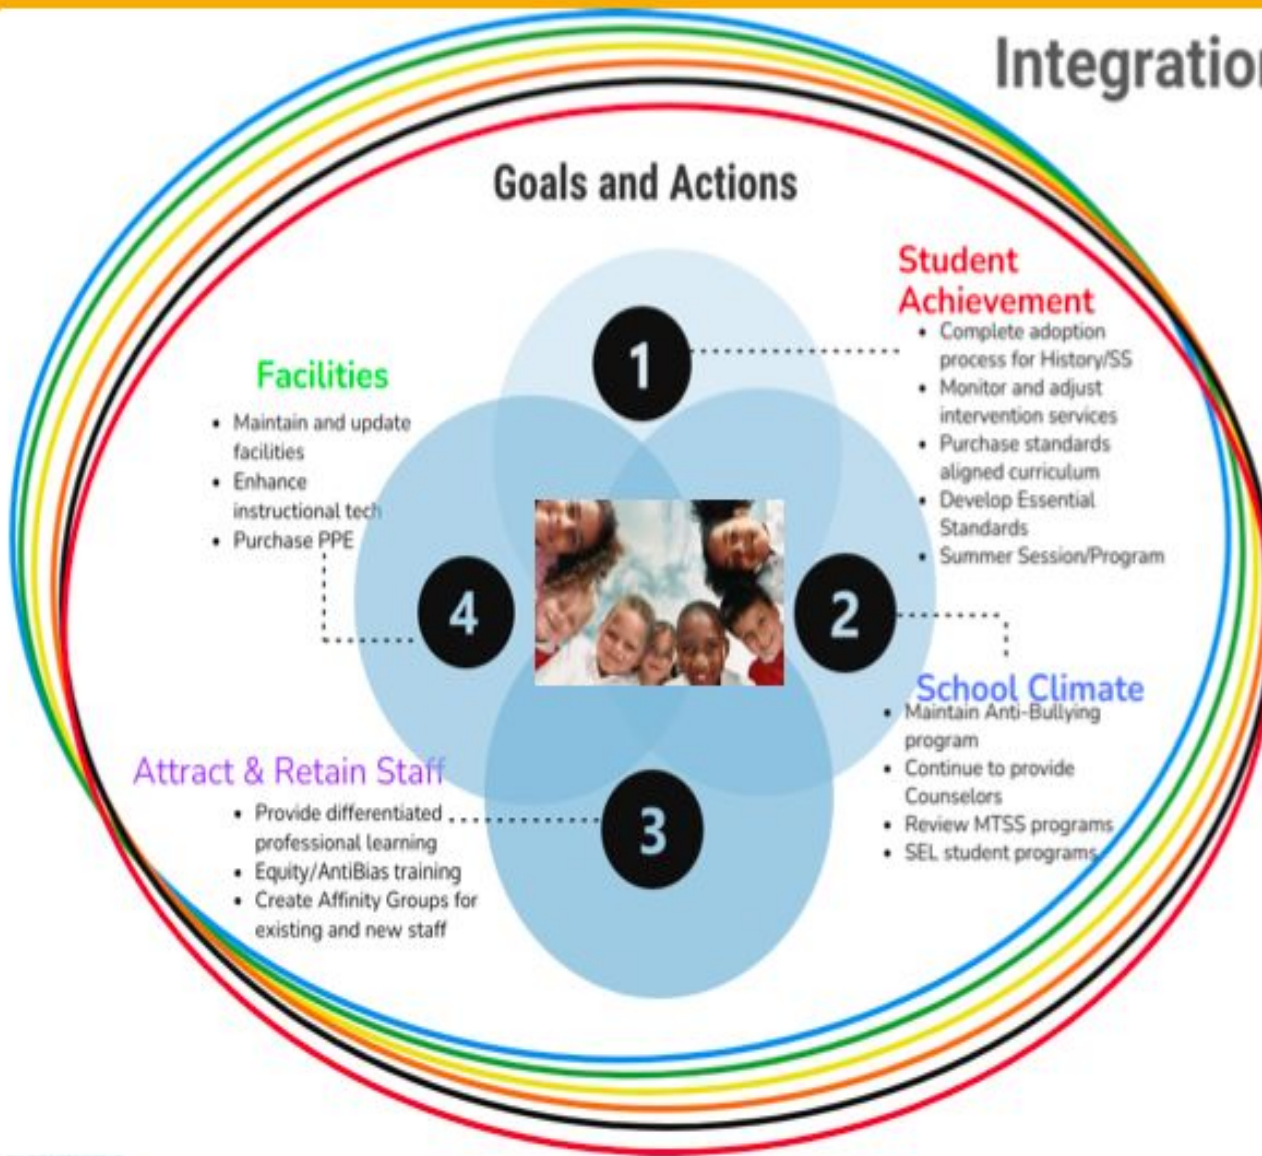 Integration
Goals and Actions
1
Student
Achievement
• Complete adoption
process for History/SS
• Monitor and adjust
intervention services
• Purchase standards
aligned curriculum
• Develop Essential
Standards
• Summer Session/Program
2
School Climate
• Maintain Anti-Bullying
program
• Continue to provide
Counselors
• Review MTSS programs
• SEL student programs
3
Attract & Retain Staff
• Provide differentiated
professional learning
• Equity/AntiBias training
• Create Affinity Groups for
existing and new staff
4
Facilities
• Maintain and update
facilities
• Enhance
instructional tech
• Purchase PPE